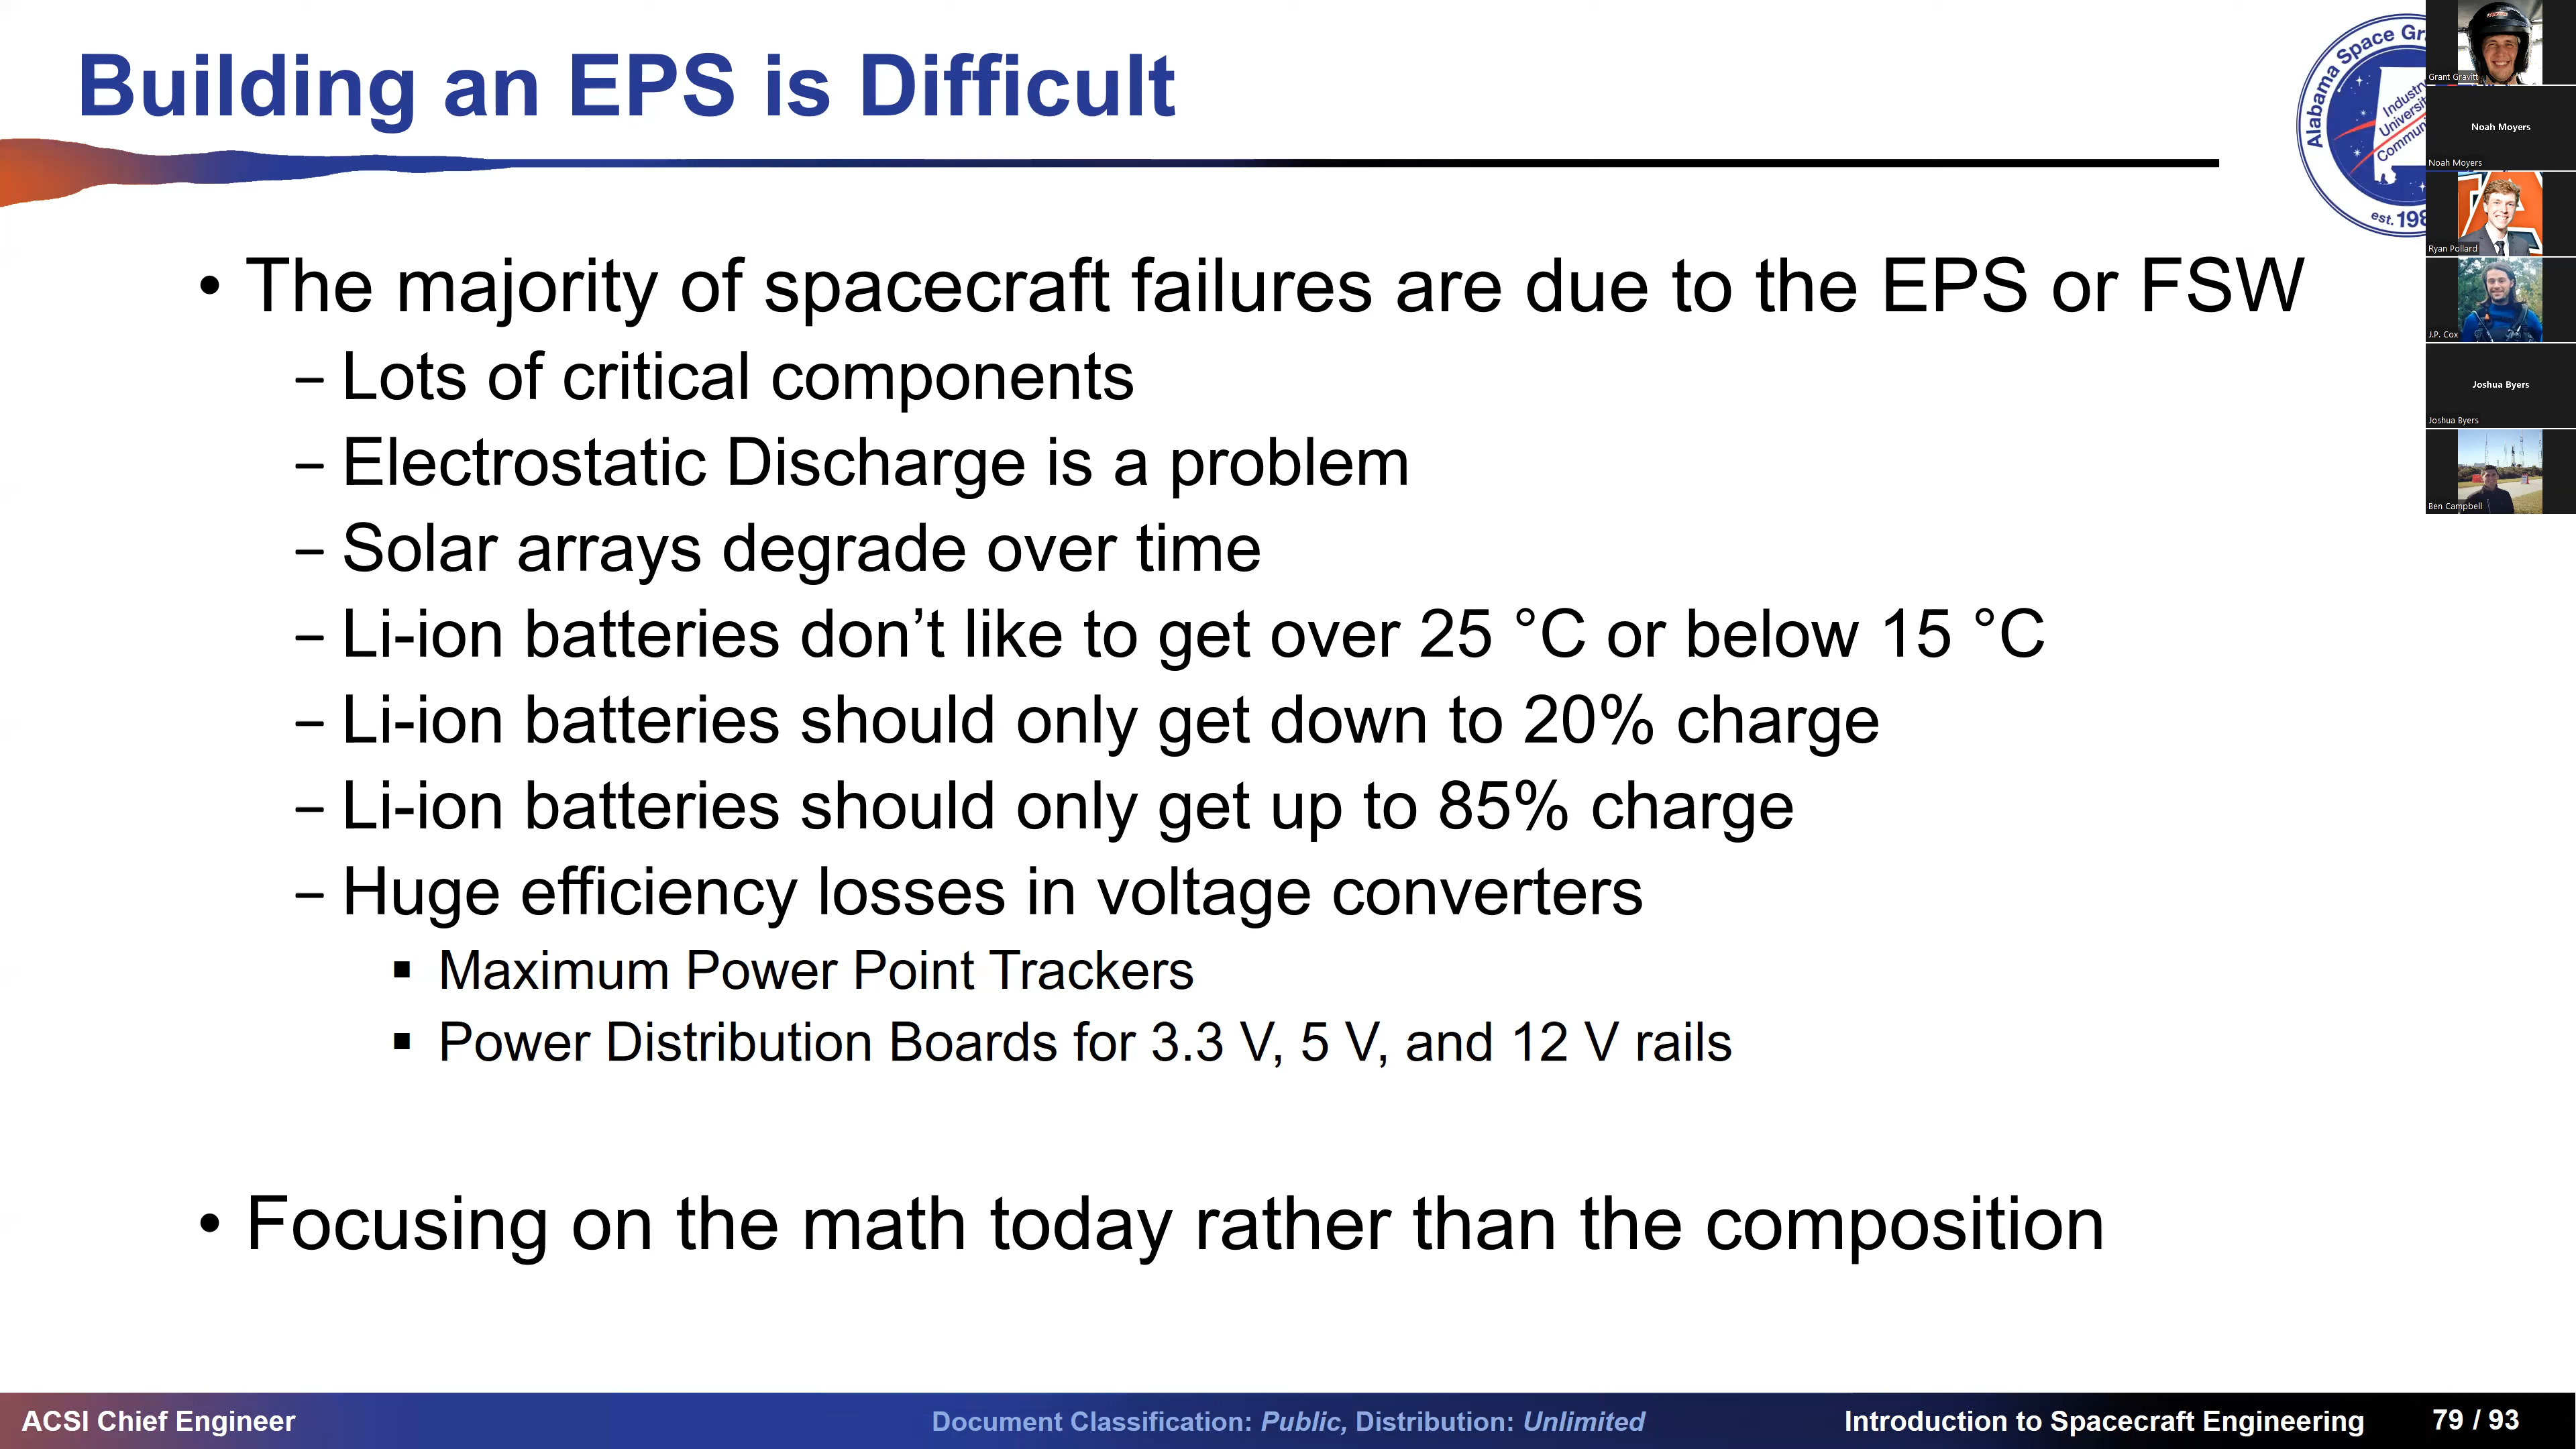 Building an EPS is Difficult
Alabama Space Gr
Industry
University
Commun
est. 198
Grant Gravitt
Noah Moyers
Noah Moyers
Ryan Pollard
J.P. Cox
Joshua Byers
Joshua Byers
Ben Campbell
• The majority of spacecraft failures are due to the EPS or FSW
– Lots of critical components
– Electrostatic Discharge is a problem
– Solar arrays degrade over time
– Li-ion batteries don’t like to get over 25 °C or below 15 °C
– Li-ion batteries should only get down to 20% charge
– Li-ion batteries should only get up to 85% charge
– Huge efficiency losses in voltage converters
▪ Maximum Power Point Trackers
▪ Power Distribution Boards for 3.3 V, 5 V, and 12 V rails
• Focusing on the math today rather than the composition
ACSI Chief Engineer
Document Classification: Public, Distribution: Unlimited
Introduction to Spacecraft Engineering
79 / 93